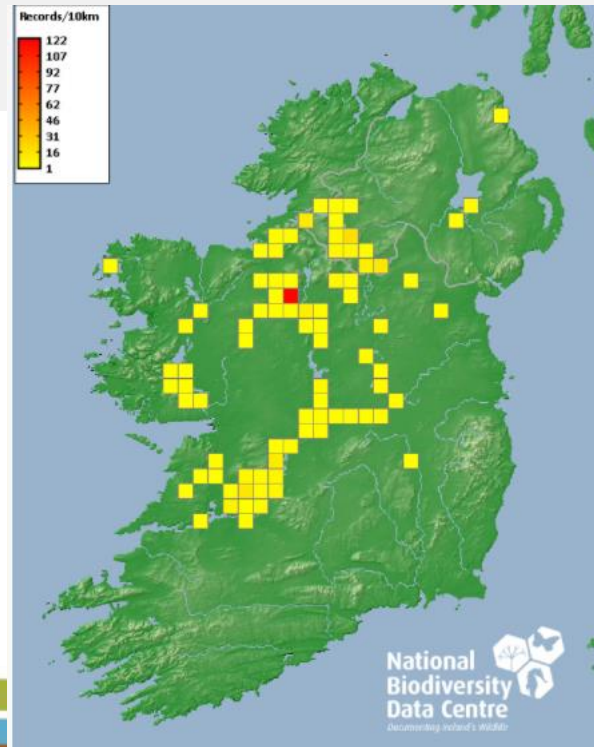 Records/10km
122
107
92
77
62
46
31
16
1
National
Biodiversity
Data Centre
Documenting Ireland's Wildlife